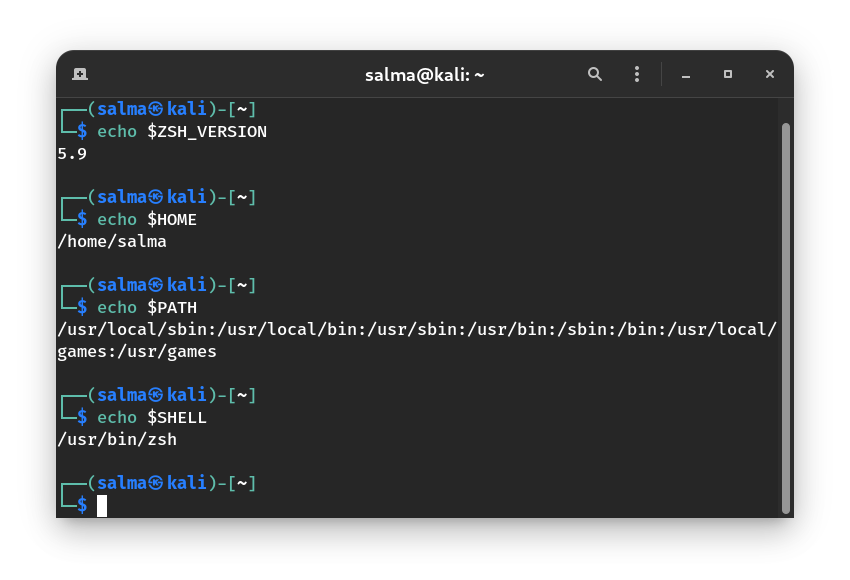 salma@kali: ~
┌──(salma㉿kali)-[~]
└─$ echo $ZSH_VERSION
5.9
┌──(salma㉿kali)-[~]
└─$ echo $HOME
/home/salma
┌──(salma㉿kali)-[~]
└─$ echo $PATH
/usr/local/sbin:/usr/local/bin:/usr/sbin:/usr/bin:/sbin:/bin:/usr/local/
games:/usr/games
┌──(salma㉿kali)-[~]
└─$ echo $SHELL
/usr/bin/zsh
┌──(salma㉿kali)-[~]
└─$